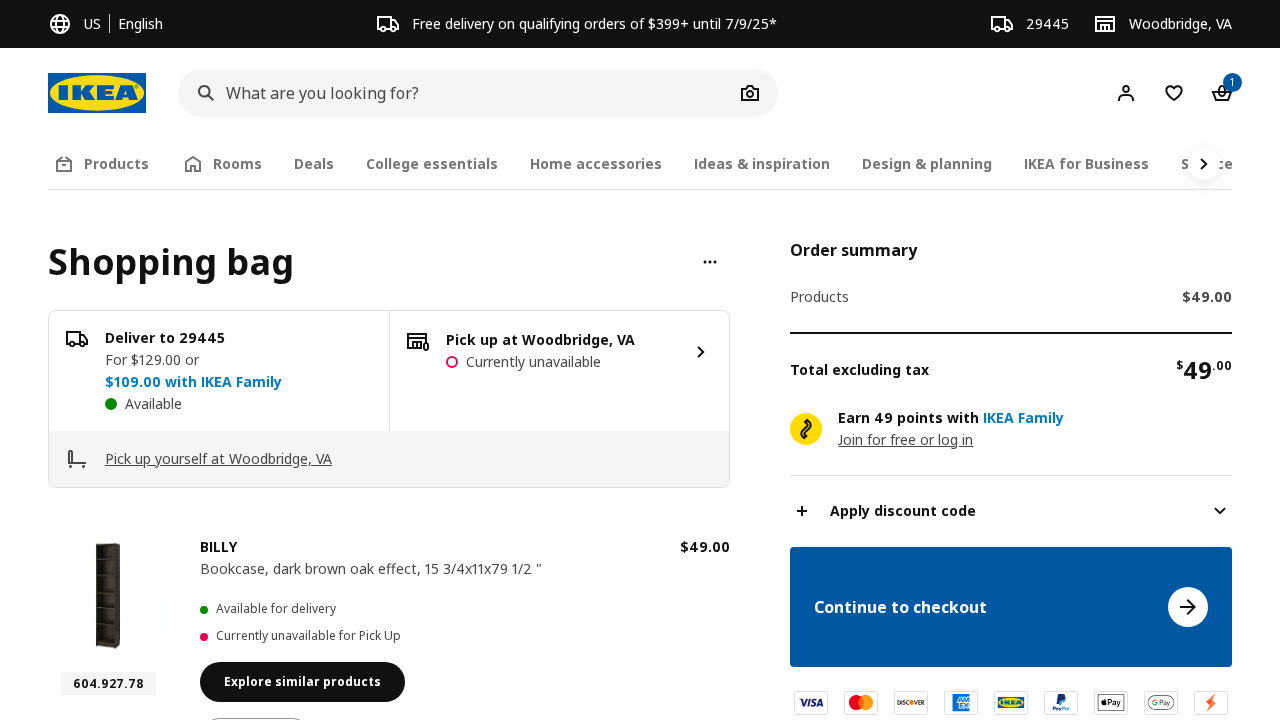 US
English
Free delivery on qualifying orders of $399+ until 7/9/25*
29445
Woodbridge, VA
IKEA
What are you looking for?
1
Products
Rooms
Deals
College essentials
Home accessories
Ideas & inspiration
Design & planning
IKEA for Business
Shopping bag
Deliver to 29445
For $129.00 or
$109.00 with IKEA Family
Available
Pick up at Woodbridge, VA
Currently unavailable
Pick up yourself at Woodbridge, VA
BILLY
$49.00
Bookcase, dark brown oak effect, 15 3/4x11x79 1/2 "
Available for delivery
Currently unavailable for Pick Up
604.927.78
Explore similar products
Order summary
Products
$49.00
Total excluding tax
$49.00
Earn 49 points with IKEA Family
Join for free or log in
Apply discount code
Continue to checkout
VISA
DISCOVER
AMEX
IKEA
PayPal
Pay
G Pay